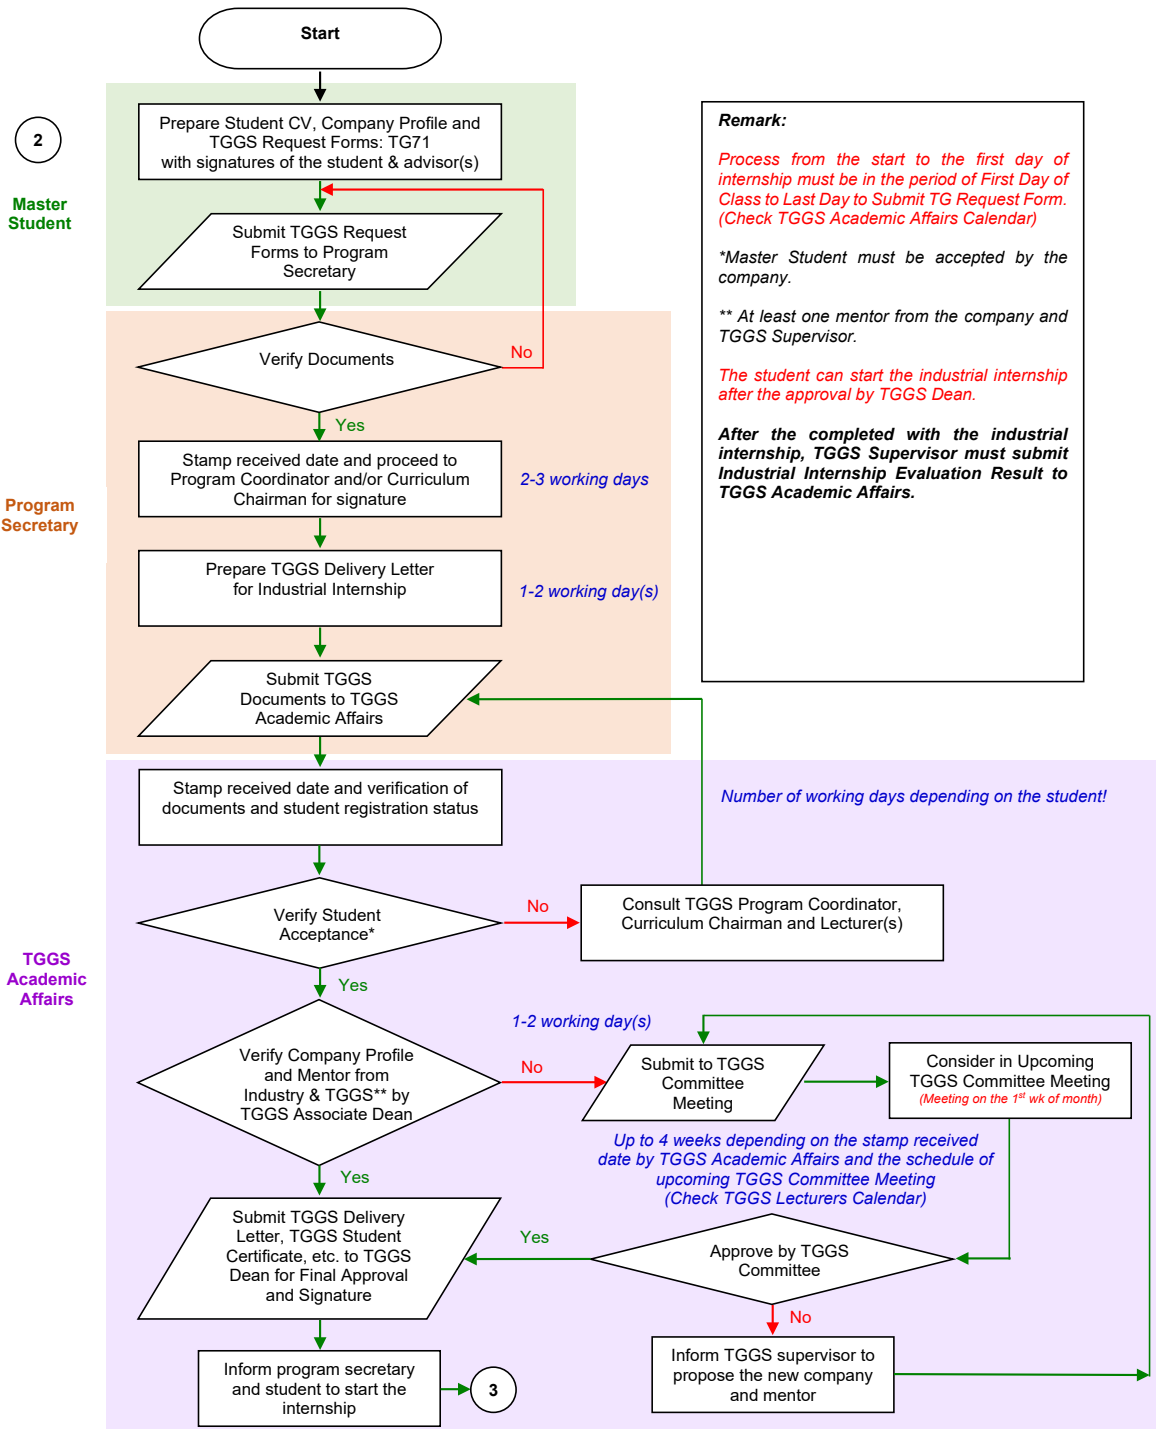 Start
2
Master
Student
Prepare Student CV, Company Profile and
TGGS Request Forms: TG71
with signatures of the student & advisor(s)
Submit TGGS Request
Forms to Program
Secretary
Remark:
Process from the start to the first day of
internship must be in the period of First Day of
Class to Last Day to Submit TG Request Form.
(Check TGGS Academic Affairs Calendar)
*Master Student must be accepted by the
company.
** At least one mentor from the company and
TGGS Supervisor.
The student can start the industrial internship
after the approval by TGGS Dean.
After the completed with the industrial
internship, TGGS Supervisor must submit
Industrial Internship Evaluation Result to
TGGS Academic Affairs.
Program
Secretary
Verify Documents
No
Yes
Stamp received date and proceed to
Program Coordinator and/or Curriculum
Chairman for signature
2-3 working days
Prepare TGGS Delivery Letter
for Industrial Internship
1-2 working day(s)
Submit TGGS
Documents to TGGS
Academic Affairs
TGGS
Academic
Affairs
Stamp received date and verification of
documents and student registration status
Number of working days depending on the student!
Verify Student
Acceptance*
No
Consult TGGS Program Coordinator,
Curriculum Chairman and Lecturer(s)
Yes
1-2 working day(s)
Verify Company Profile
and Mentor from
Industry & TGGS** by
TGGS Associate Dean
No
Submit to TGGS
Committee
Meeting
Consider in Upcoming
TGGS Committee Meeting
(Meeting on the 1st wk of month)
Up to 4 weeks depending on the stamp received
date by TGGS Academic Affairs and the schedule of
upcoming TGGS Committee Meeting
(Check TGGS Lecturers Calendar)
Yes
Submit TGGS Delivery
Letter, TGGS Student
Certificate, etc. to TGGS
Dean for Final Approval
and Signature
Yes
Approve by TGGS
Committee
No
Inform TGGS supervisor to
propose the new company
and mentor
Inform program secretary
and student to start the
internship
3